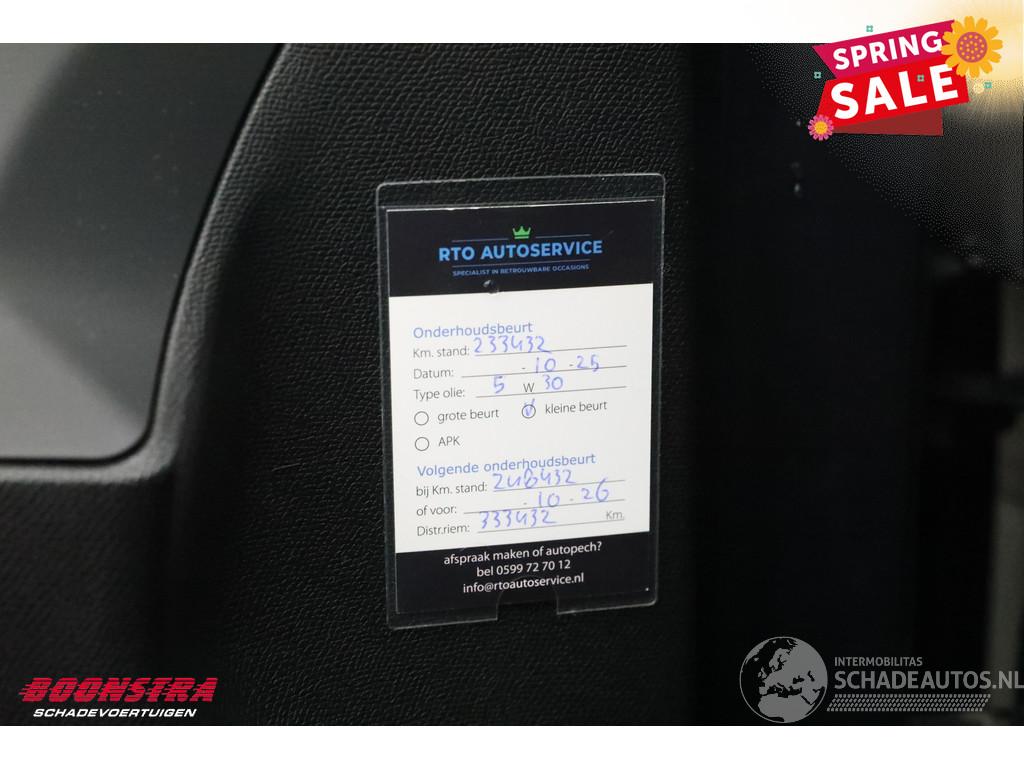 SPRING
SALE
RTO AUTOSERVICE
SPECIALIST IN BETROUWBARE OCCASIONS
Onderhoudsbeurt
Km. stand: 233432
Datum: - 10 - 25
Type olie: 5 W 30
grote beurt kleine beurt
APK
Volgende onderhoudsbeurt
bij Km. stand: 248432
of voor: - 10 - 26
Distr.riem: 333432 Km.
afspraak maken of autopech?
bel 0599 72 70 12
info@rtoautoservice.nl
BOONSTRA
SCHADEVOERTUIGEN
INTERMOBILITAS
SCHADEAUTOS.NL